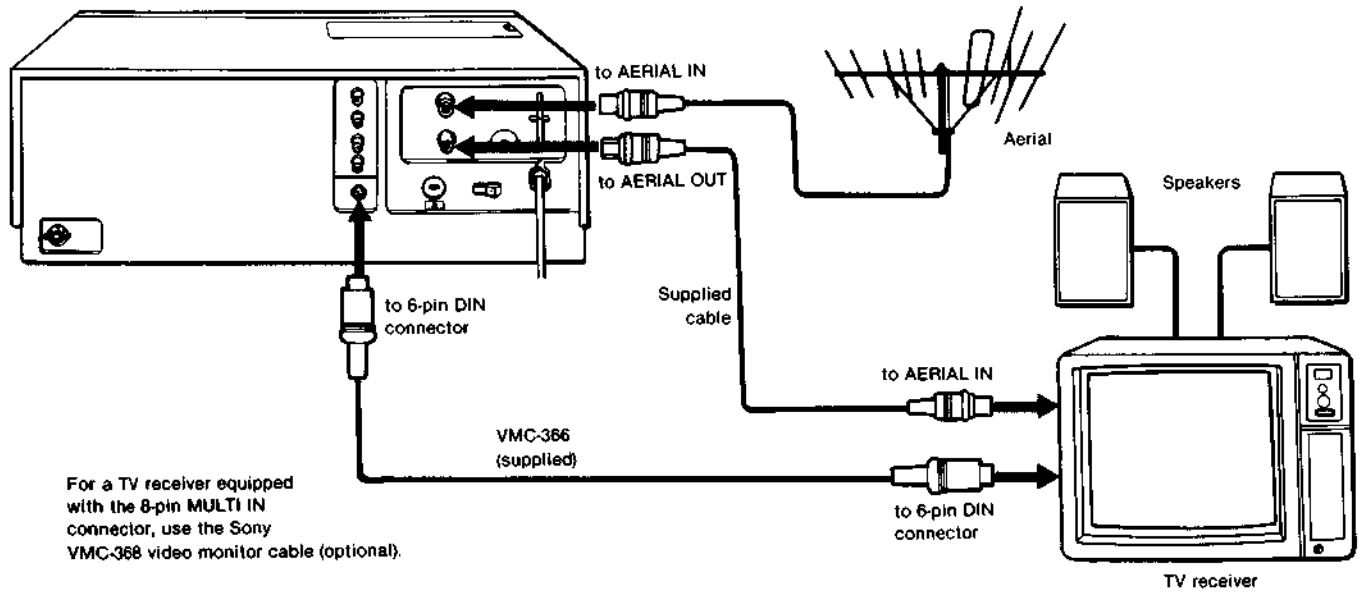 to AERIAL IN
Aerial
to AERIAL OUT
Speakers
to 6-pin DIN
connector
Supplied
cable
to AERIAL IN
VMC-366
(supplied)
For a TV receiver equipped
with the 8-pin MULTI IN
connector, use the Sony
VMC-368 video monitor cable (optional).
to 6-pin DIN
connector
TV receiver